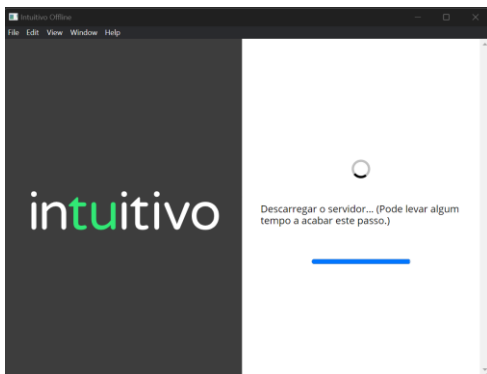 Intuitivo Offline
File Edit View Window Help
intuitivo
Descarregar o servidor... (Pode levar algum
tempo a acabar este passo.)